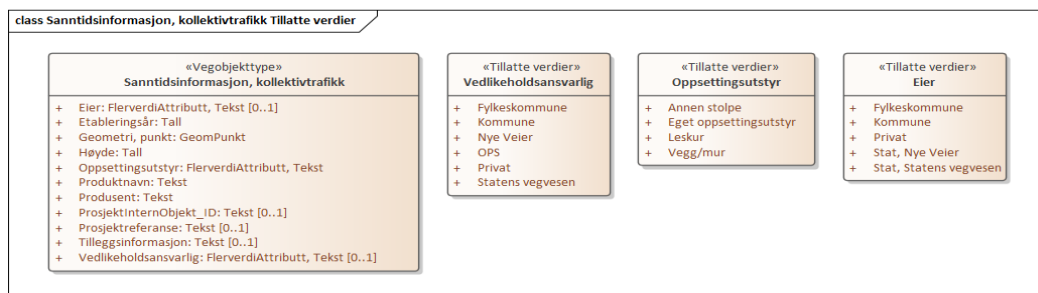 class Sanntidsinformasjon, kollektivtrafikk Tillatte verdier
«Vegobjekttype»
Sanntidsinformasjon, kollektivtrafikk
+ Eier: FlerverdiAttributt, Tekst [0..1]
+ Etableringsår: Tall
+ Geometri, punkt: GeomPunkt
+ Høyde: Tall
+ Oppsettingsutstyr: FlerverdiAttributt, Tekst
+ Produktnavn: Tekst
+ Produsent: Tekst
+ ProsjektInternObjekt_ID: Tekst [0..1]
+ Prosjektreferanse: Tekst [0..1]
+ Tilleggsinformasjon: Tekst [0..1]
+ Vedlikeholdsansvarlig: FlerverdiAttributt, Tekst [0..1]
«Tillatte verdier»
Vedlikeholdsansvarlig
+ Fylkeskommune
+ Kommune
+ Nye Veier
+ OPS
+ Privat
+ Statens vegvesen
«Tillatte verdier»
Oppsettingsutstyr
+ Annen stolpe
+ Eget oppsettingsutstyr
+ Leskur
+ Vegg/mur
«Tillatte verdier»
Eier
+ Fylkeskommune
+ Kommune
+ Privat
+ Stat, Nye Veier
+ Stat, Statens vegvesen